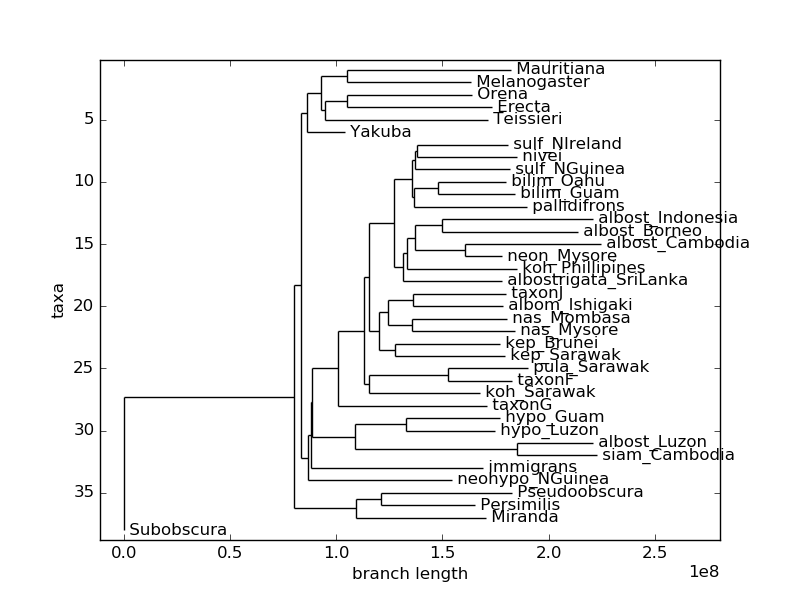 Mauritiana
Melanogaster
Orena
Erecta
5
Teissieri
Yakuba
sulf_NIreland
nivei
sulf_NGuinea
10
bilim_Oahu
bilim_Guam
pallidifrons
albost_Indonesia
albost_Borneo
15
albost_Cambodia
neon_Mysore
koh_Phillipines
albostrigata_SriLanka
taxonJ
taxa
20
albom_Ishigaki
nas_Mombasa
nas_Mysore
kep_Brunei
kep_Sarawak
25
pula_Sarawak
taxonF
koh_Sarawak
taxonG
hypo_Guam
30
hypo_Luzon
albost_Luzon
siam_Cambodia
immigrans
neohypo_NGuinea
35
Pseudoobscura
Persimilis
Miranda
Subobscura
0.0 0.5 1.0 1.5 2.0 2.5
branch length
1e8